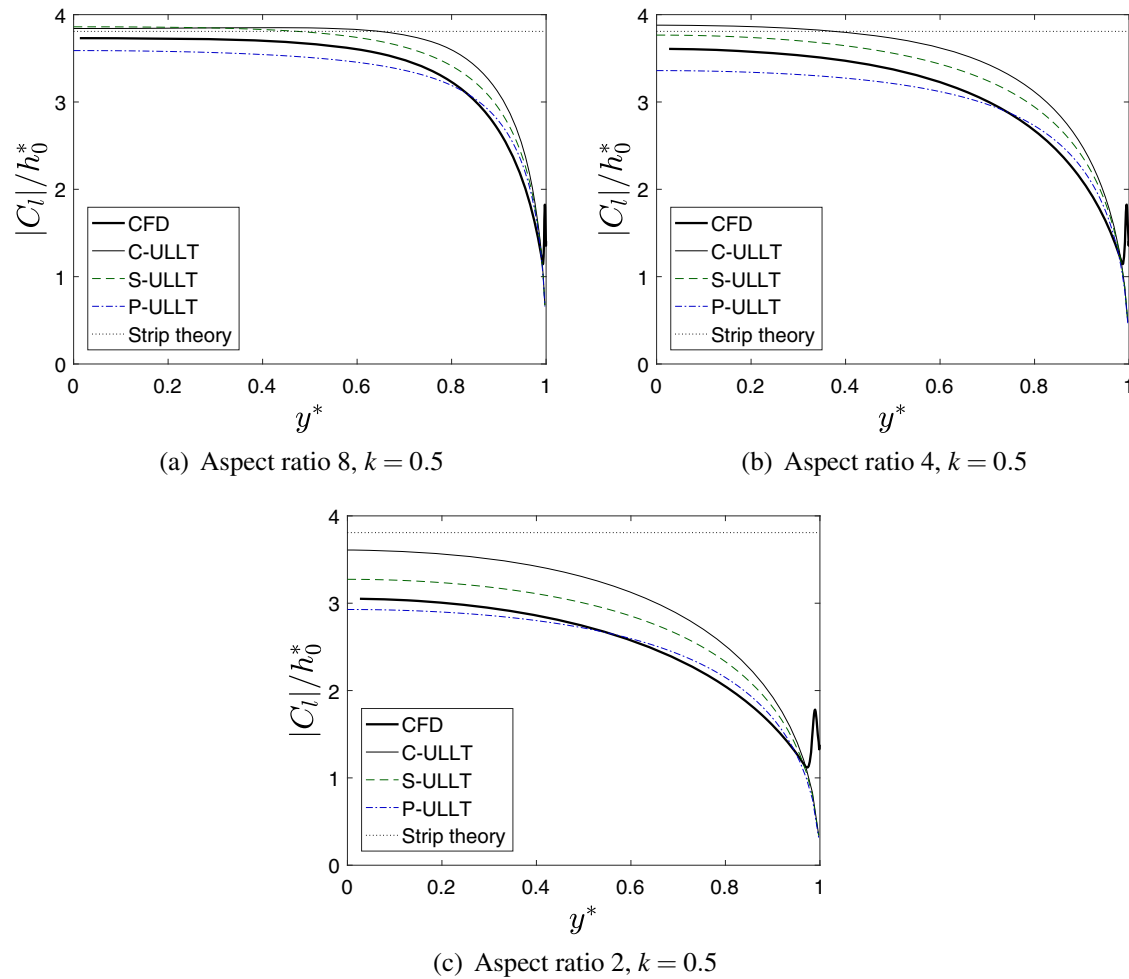 4
3
2
1
0
|C_l|/h_0^*
CFD
C-ULLT
S-ULLT
P-ULLT
Strip theory
0 0.2 0.4 0.6 0.8 1
y*
(a) Aspect ratio 8, k = 0.5
4
3
2
1
0
|C_l|/h_0^*
CFD
C-ULLT
S-ULLT
P-ULLT
Strip theory
0 0.2 0.4 0.6 0.8 1
y*
(b) Aspect ratio 4, k = 0.5
4
3
2
1
0
|C_l|/h_0^*
CFD
C-ULLT
S-ULLT
P-ULLT
Strip theory
0 0.2 0.4 0.6 0.8 1
y*
(c) Aspect ratio 2, k = 0.5